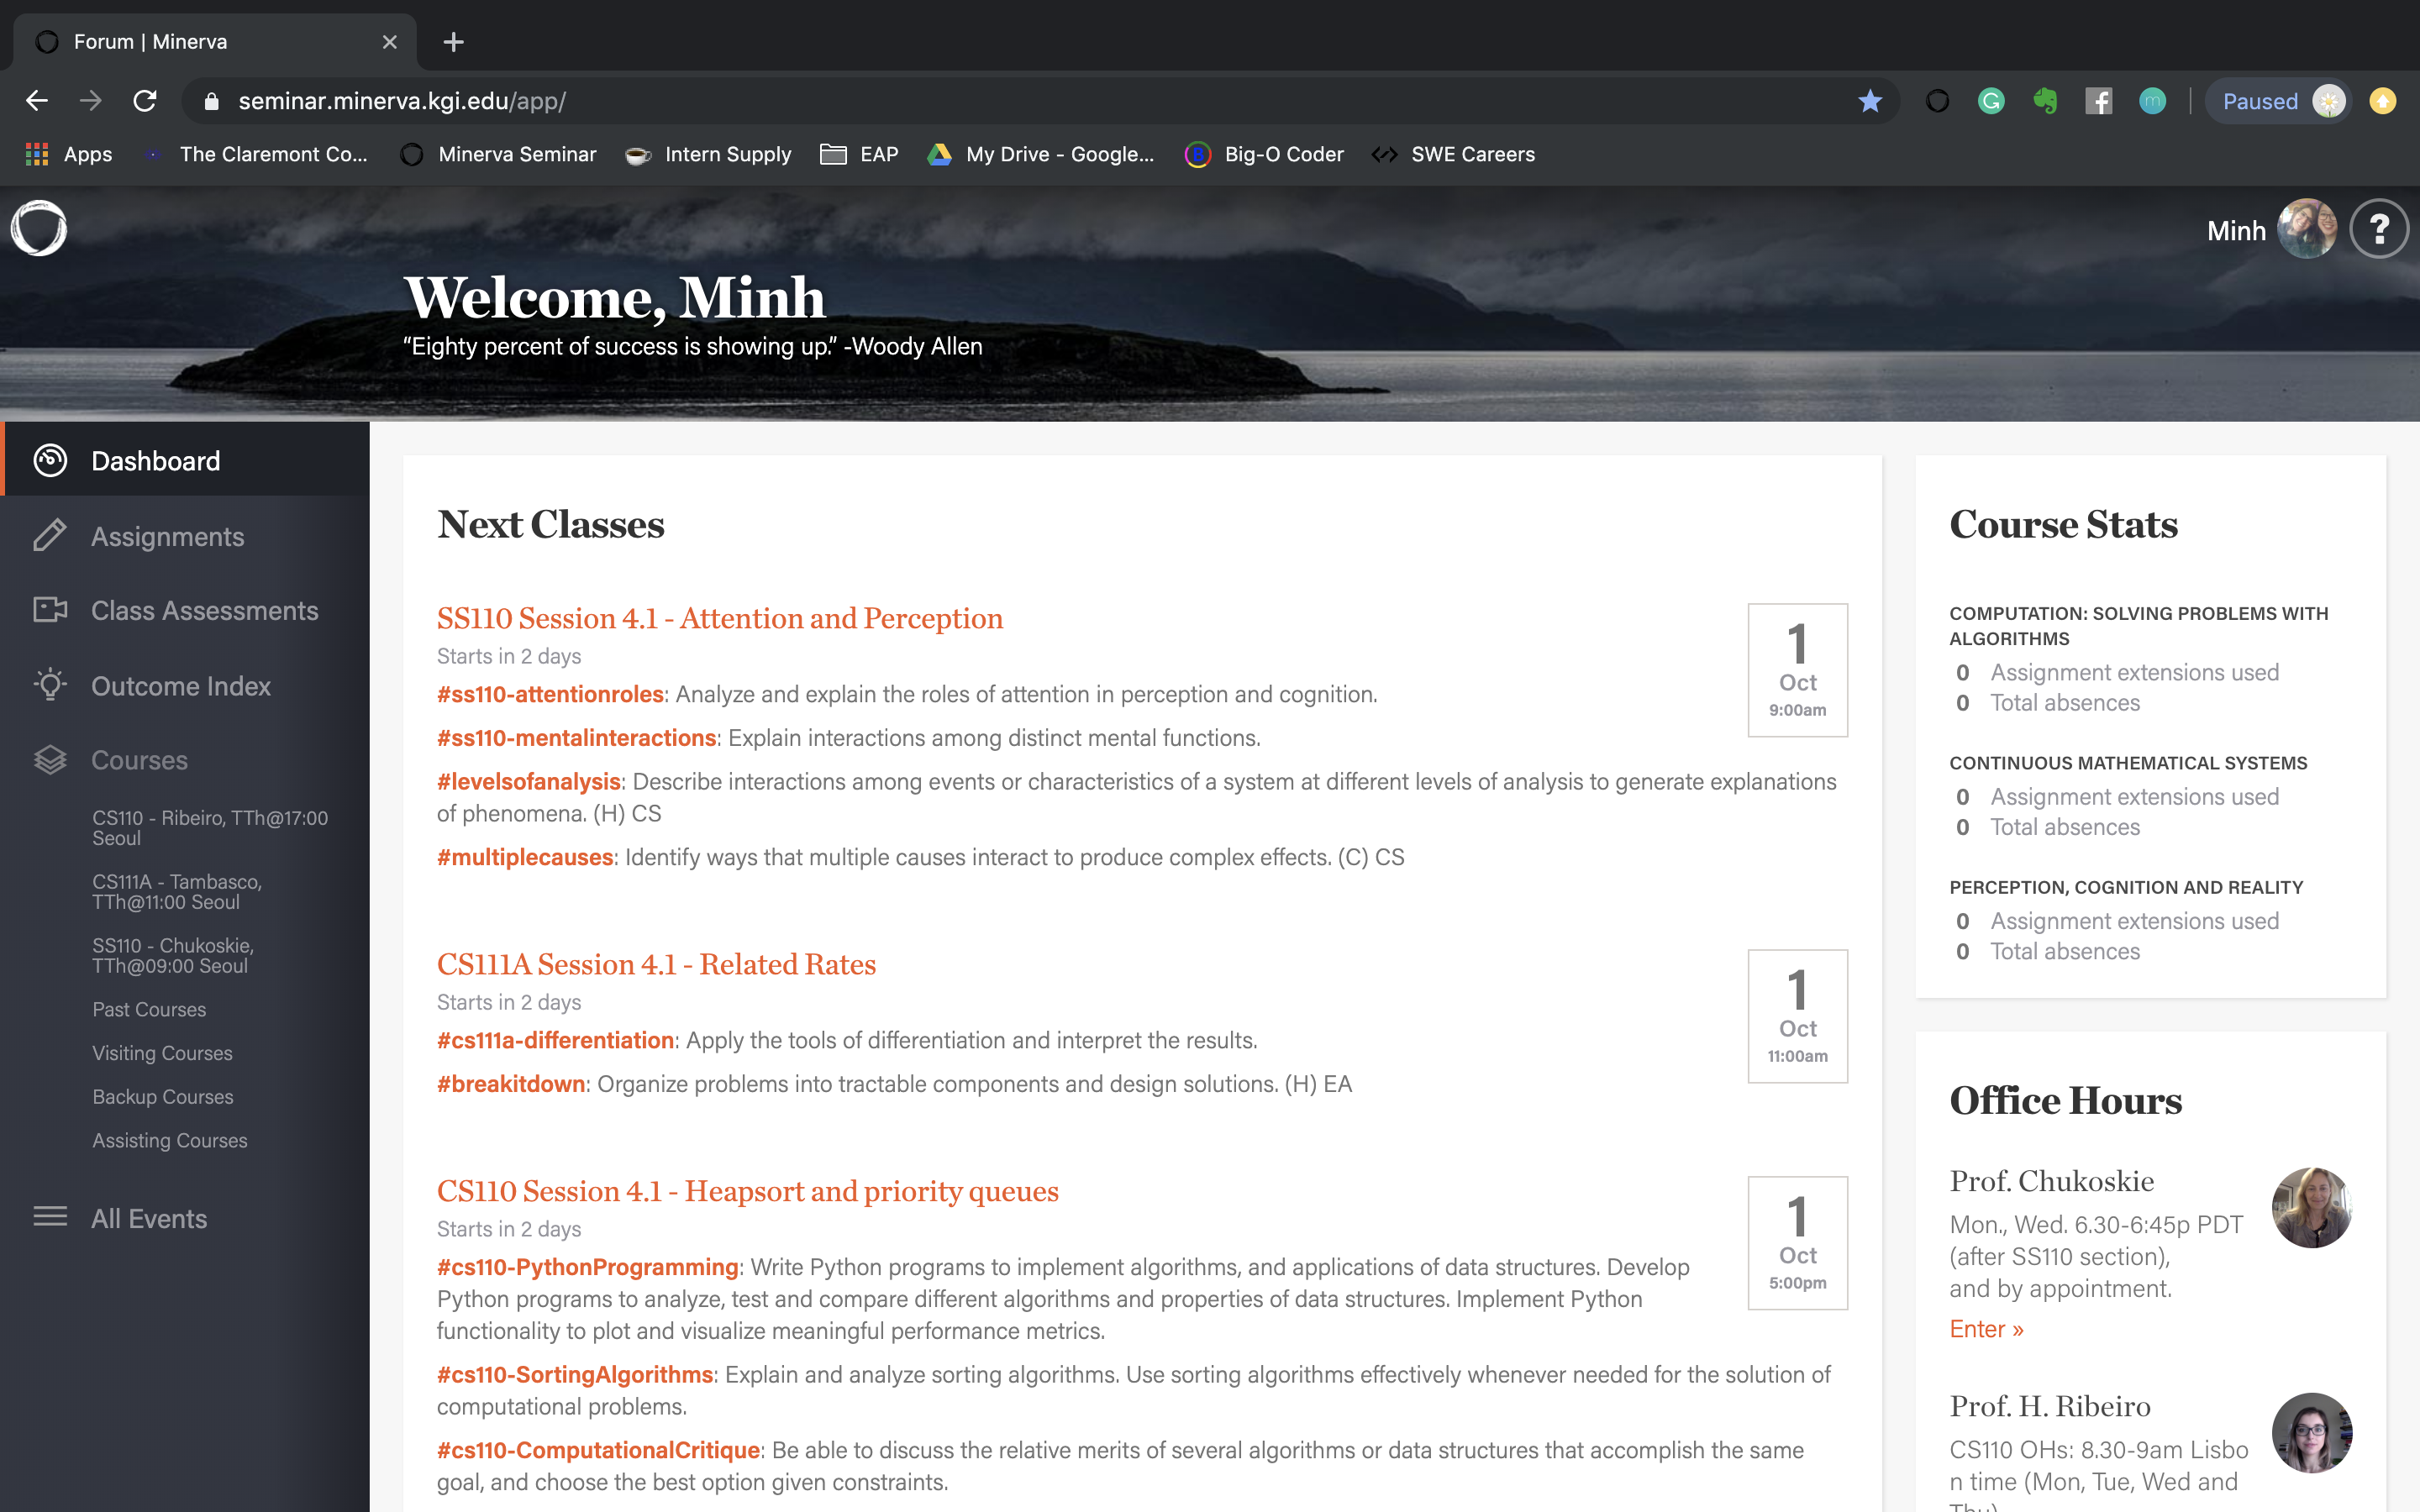 Forum | Minerva
seminar.minerva.kgi.edu/app/
Paused
Apps
The Claremont Co...
Minerva Seminar
Intern Supply
EAP
My Drive - Google...
Big-O Coder
SWE Careers
Minh
Welcome, Minh
“Eighty percent of success is showing up.” -Woody Allen
Dashboard
Assignments
Class Assessments
Outcome Index
Courses
CS110 - Ribeiro, TTh@17:00
Seoul
CS111A - Tambasco,
TTh@11:00 Seoul
SS110 - Chukoskie,
TTh@09:00 Seoul
Past Courses
Visiting Courses
Backup Courses
Assisting Courses
All Events
Next Classes
SS110 Session 4.1 - Attention and Perception
Starts in 2 days
#ss110-attentionroles: Analyze and explain the roles of attention in perception and cognition.
#ss110-mentalinteractions: Explain interactions among distinct mental functions.
#levelsofanalysis: Describe interactions among events or characteristics of a system at different levels of analysis to generate explanations
of phenomena. (H) CS
#multiplecauses: Identify ways that multiple causes interact to produce complex effects. (C) CS
1
Oct
9:00am
CS111A Session 4.1 - Related Rates
Starts in 2 days
#cs111a-differentiation: Apply the tools of differentiation and interpret the results.
#breakitdown: Organize problems into tractable components and design solutions. (H) EA
1
Oct
11:00am
CS110 Session 4.1 - Heapsort and priority queues
Starts in 2 days
#cs110-PythonProgramming: Write Python programs to implement algorithms, and applications of data structures. Develop
Python programs to analyze, test and compare different algorithms and properties of data structures. Implement Python
functionality to plot and visualize meaningful performance metrics.
#cs110-SortingAlgorithms: Explain and analyze sorting algorithms. Use sorting algorithms effectively whenever needed for the solution of
computational problems.
#cs110-ComputationalCritique: Be able to discuss the relative merits of several algorithms or data structures that accomplish the same
goal, and choose the best option given constraints.
1
Oct
5:00pm
Course Stats
COMPUTATION: SOLVING PROBLEMS WITH
ALGORITHMS
0 Assignment extensions used
0 Total absences
CONTINUOUS MATHEMATICAL SYSTEMS
0 Assignment extensions used
0 Total absences
PERCEPTION, COGNITION AND REALITY
0 Assignment extensions used
0 Total absences
Office Hours
Prof. Chukoskie
Mon., Wed. 6.30-6:45p PDT
(after SS110 section),
and by appointment.
Enter »
Prof. H. Ribeiro
CS110 OHs: 8.30-9am Lisbo
n time (Mon, Tue, Wed and